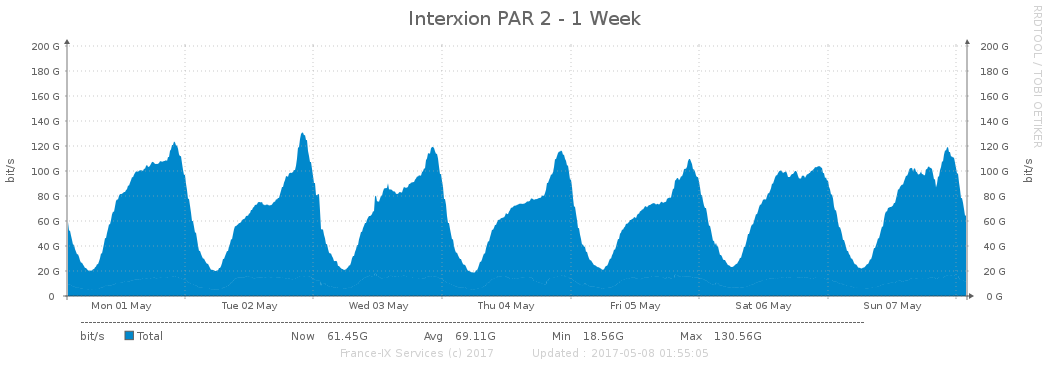 Interxion PAR 2 - 1 Week
RRDTOOL / TOBI OETIKER
200 G 200 G
180 G 180 G
160 G 160 G
140 G 140 G
120 G 120 G
100 G 100 G
80 G 80 G
60 G 60 G
40 G 40 G
20 G 20 G
0 0 G
bit/s
bit/s
Mon 01 May Tue 02 May Wed 03 May Thu 04 May Fri 05 May Sat 06 May Sun 07 May
bit/s Total Now 61.45G Avg 69.11G Min 18.56G Max 130.56G
France-IX Services (c) 2017 Updated : 2017-05-08 01:55:05